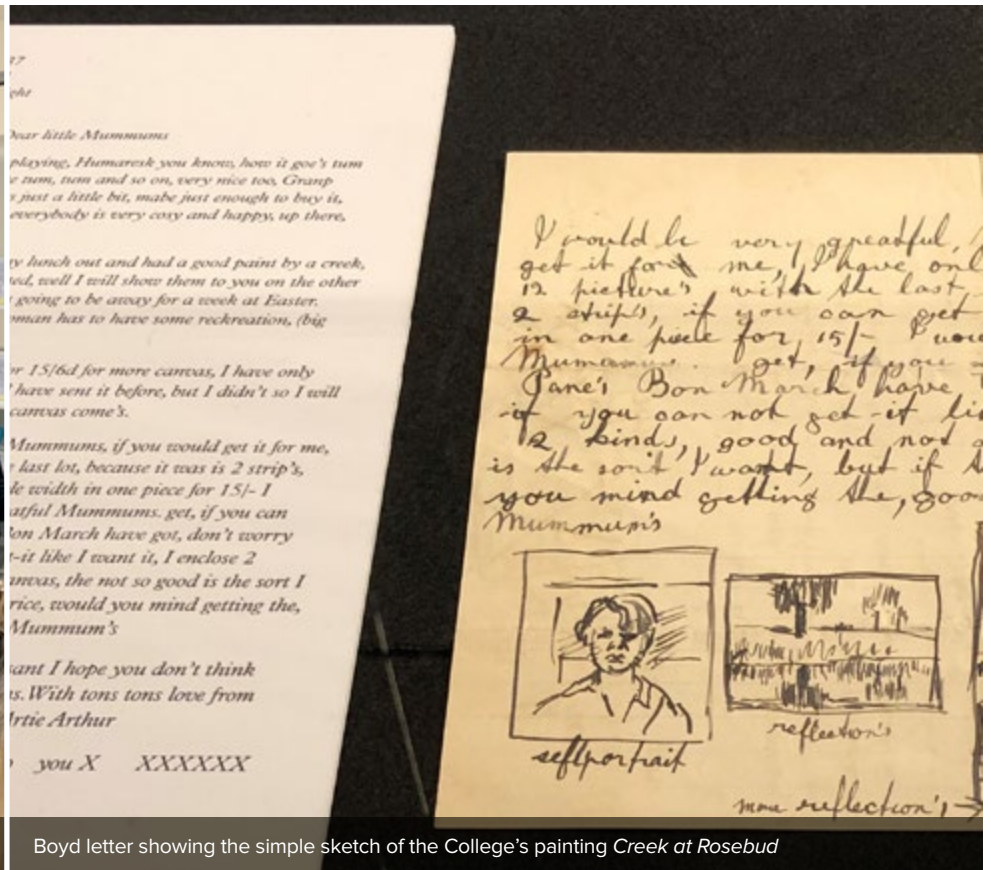 17
ght
Dear little Mummums
playing, Humaresk you know, how it goe's tum
e tum, tum and so on, very nice too, Granp
s just a little bit, mabe just enough to buy it,
everybody is very cosy and happy, up there,
y lunch out and had a good paint by a creek,
ed, well I will show them to you on the other
going to be away for a week at Easter.
man has to have some reckreation, (big
r 15/6d for more canvas, I have only
have sent it before, but I didn't so I will
canvas come's.
Mummums, if you would get it for me,
last lot, because it was is 2 strip's,
le width in one piece for 15/- I
atful Mummums. get, if you can
on March have got, don't worry
-it like I want it, I enclose 2
nvas, the not so good is the sort I
rice, would you mind getting the,
Mummum's
ant I hope you don't think
s. With tons tons love from
Artie Arthur
you X XXXXXX
I would be very greadful,
get it for me, I have onl
12 picture's with the last
2 strip's, if you can get
in one piece for 15/- I wou
Mumamus. get, if you
Pane's Bon March have
if you can not get-it li
2 kinds, good and not
is the sort I want, but if
you mind getting the, goo
Mummum's
seflportrait
reflection's
more reflection's →
Boyd letter showing the simple sketch of the College's painting Creek at Rosebud